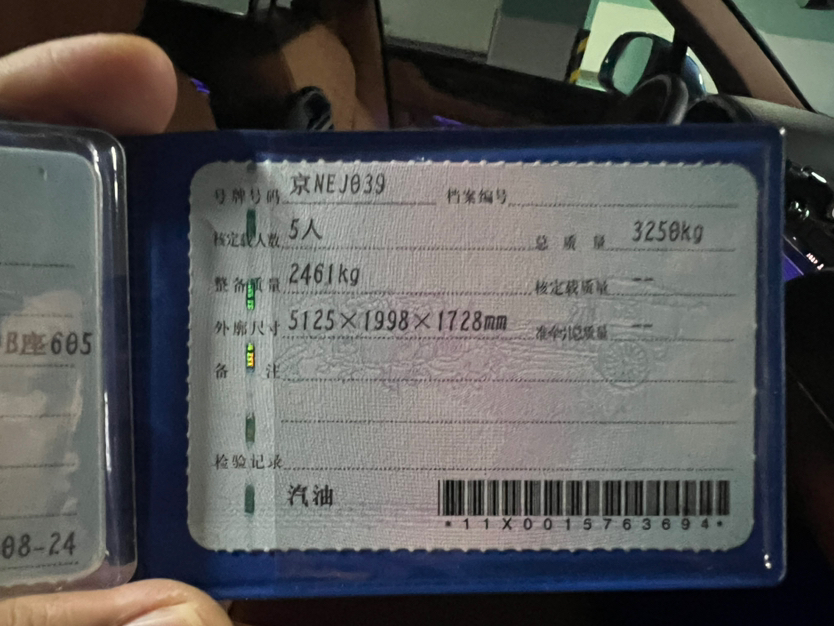 B座605
08-24
号牌号码 京NEJ039 档案编号
核定载人数 5人 总质量 3250kg
整备质量 2461kg 核定载质量 --
外廓尺寸 5125×1998×1728mm 准牵引总质量 --
备注
检验记录
汽油
*11X0015763694*